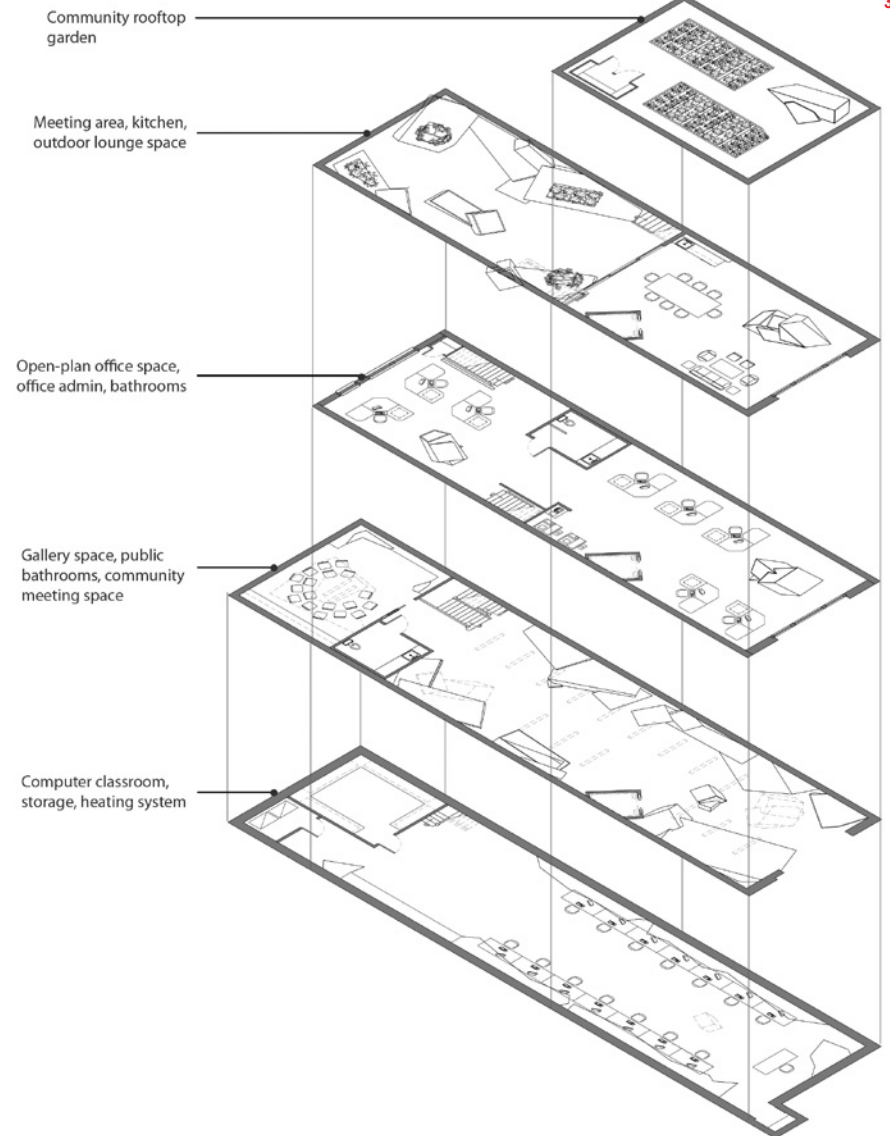 Community rooftop
garden
Meeting area, kitchen,
outdoor lounge space
Open-plan office space,
office admin, bathrooms
Gallery space, public
bathrooms, community
meeting space
Computer classroom,
storage, heating system